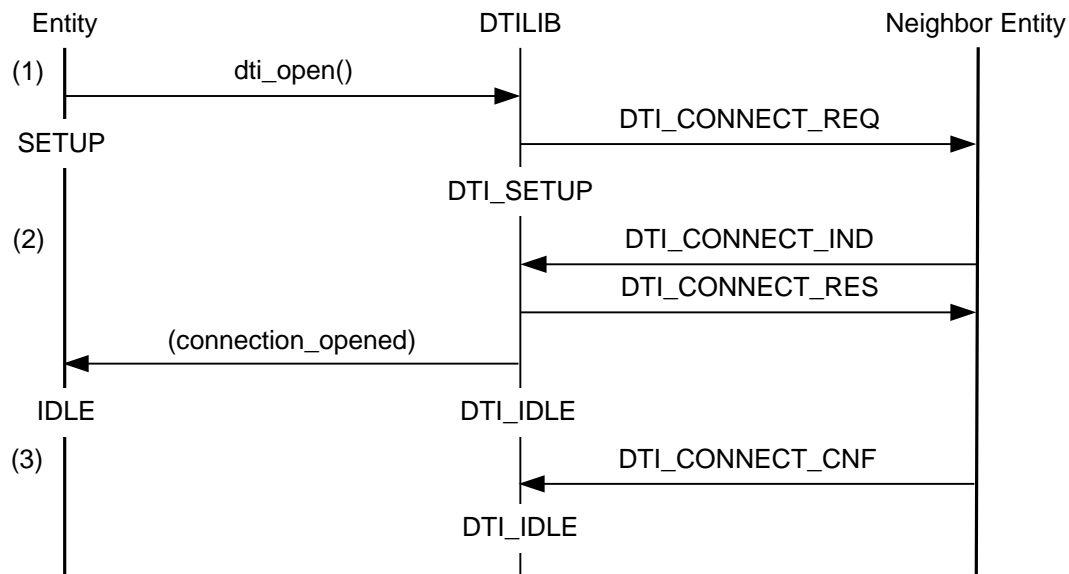 Entity DTILIB Neighbor Entity
(1) dti_open()
DTI_CONNECT_REQ
SETUP
DTI_SETUP
(2) DTI_CONNECT_IND
DTI_CONNECT_RES
(connection_opened)
IDLE DTI_IDLE
(3) DTI_CONNECT_CNF
DTI_IDLE